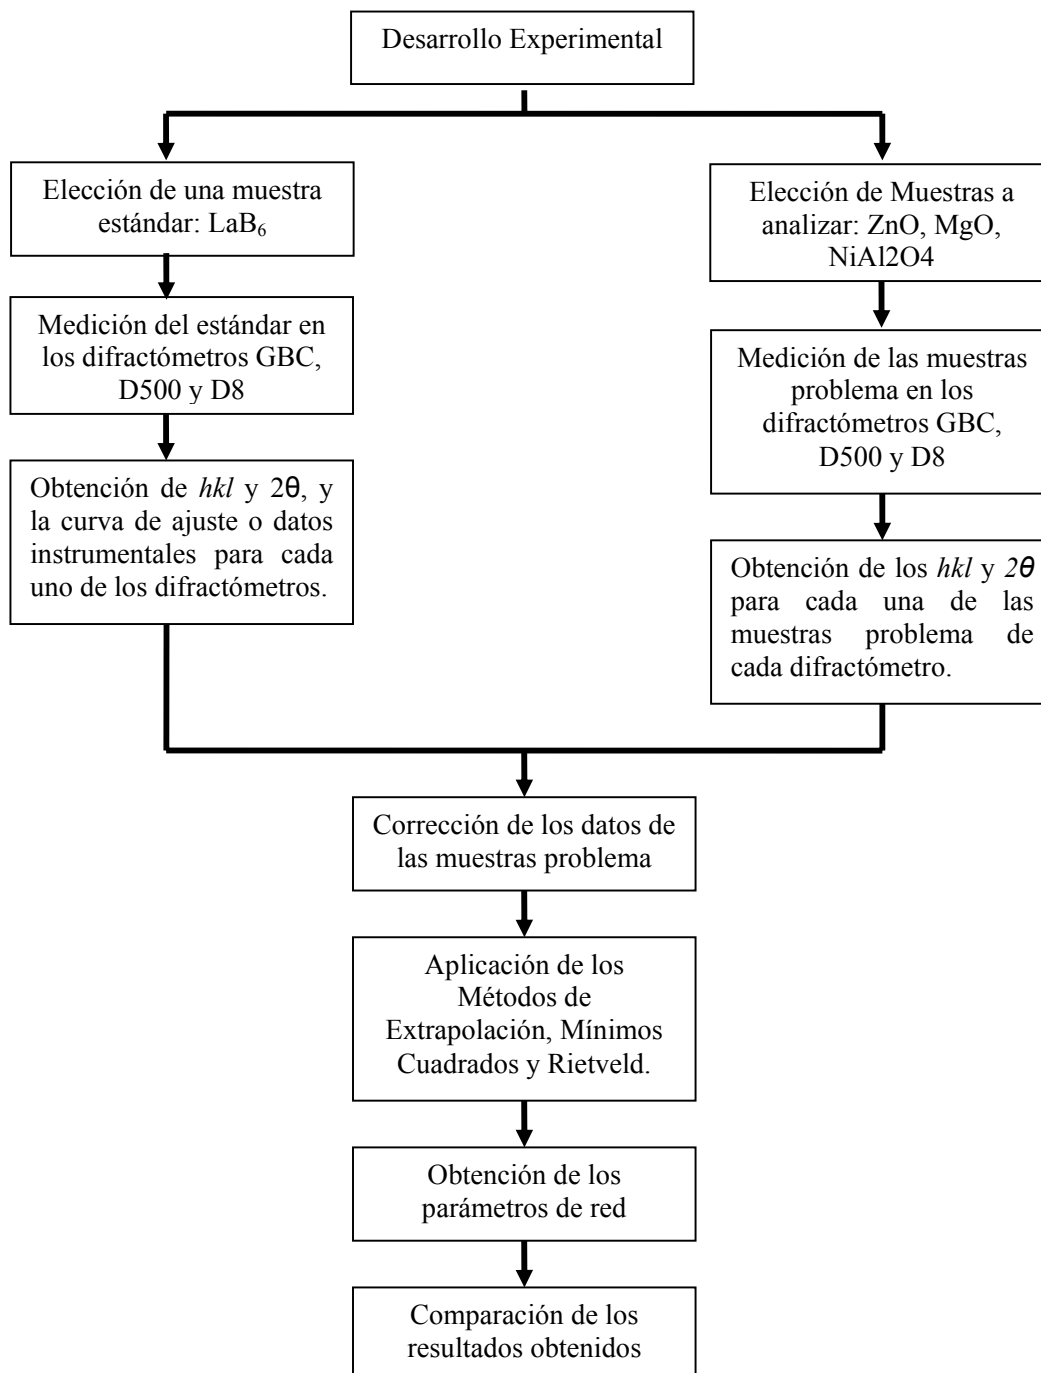 Desarrollo Experimental
Elección de una muestra
estándar: LaB₆
Medición del estándar en
los difractómetros GBC,
D500 y D8
Obtención de hkl y 2θ, y
la curva de ajuste o datos
instrumentales para cada
uno de los difractómetros.
Elección de Muestras a
analizar: ZnO, MgO,
NiAl2O4
Medición de las muestras
problema en los
difractómetros GBC,
D500 y D8
Obtención de los hkl y 2θ
para cada una de las
muestras problema de
cada difractómetro.
Corrección de los datos de
las muestras problema
Aplicación de los
Métodos de
Extrapolación, Mínimos
Cuadrados y Rietveld.
Obtención de los
parámetros de red
Comparación de los
resultados obtenidos